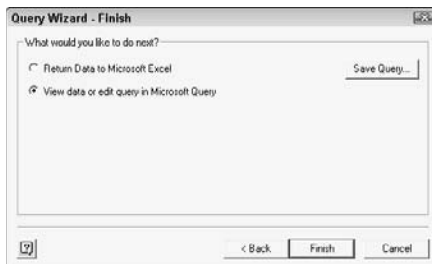 Query Wizard - Finish
What would you like to do next?
Return Data to Microsoft Excel
Save Query...
View data or edit query in Microsoft Query
?
< Back
Finish
Cancel